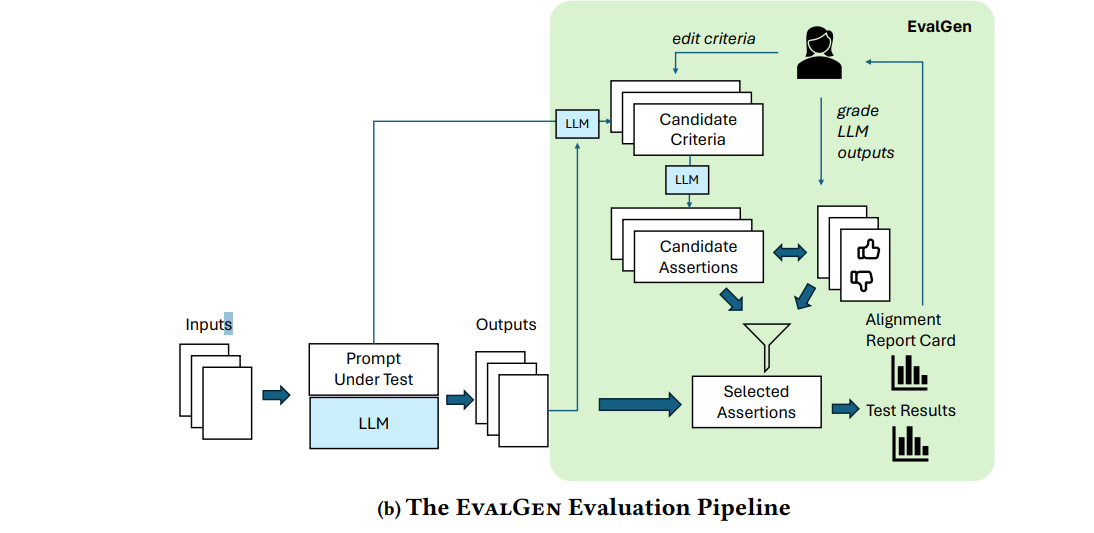 EvalGen
edit criteria
grade
LLM
outputs
LLM
Candidate
Criteria
LLM
Candidate
Assertions
Inputs
Outputs
Prompt
Under Test
LLM
Alignment
Report Card
Selected
Assertions
Test Results
(b) The EVALGEN Evaluation Pipeline